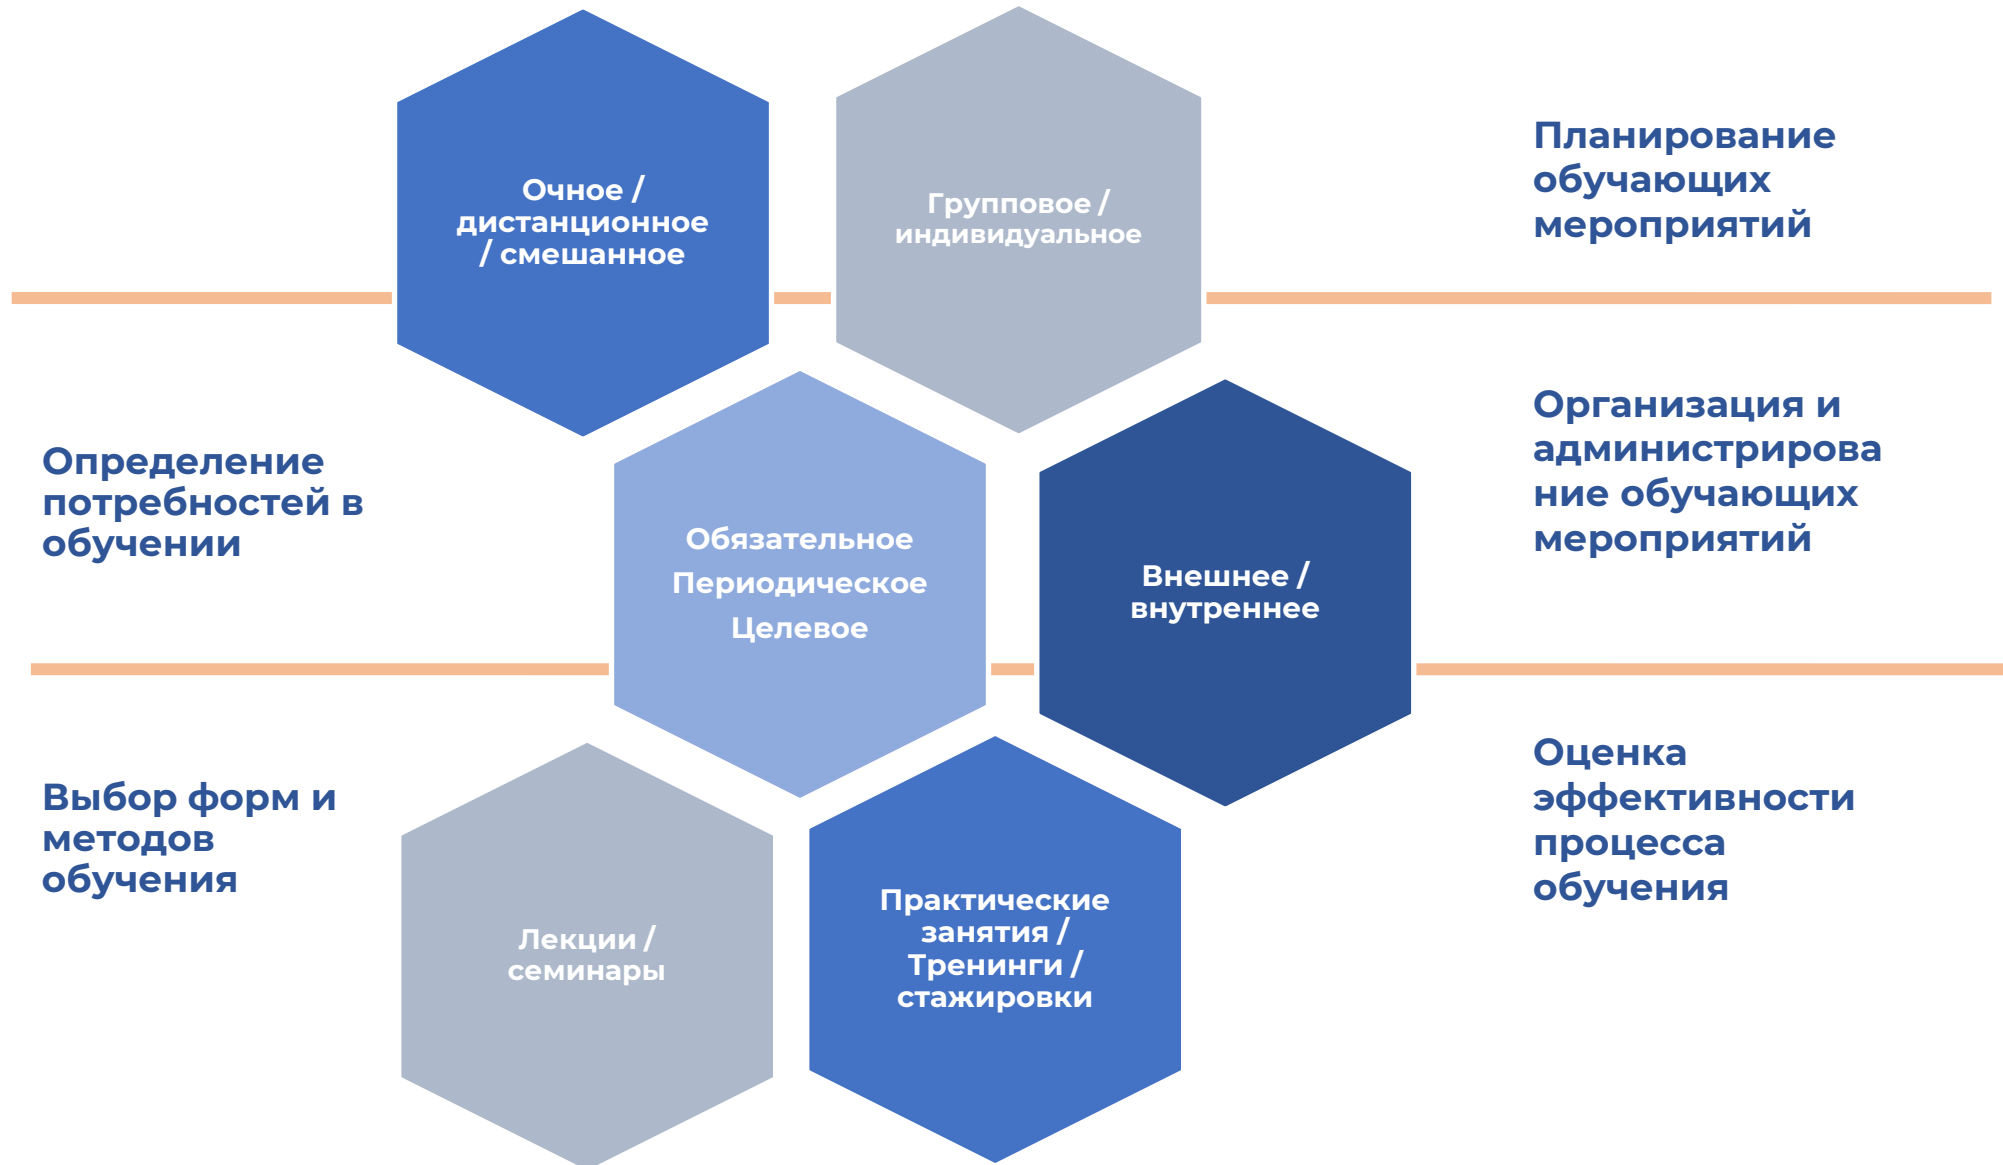 Очное /
дистанционное
/ смешанное
Групповое /
индивидуальное
Планирование
обучающих
мероприятий
Определение
потребностей в
обучении
Обязательное
Периодическое
Целевое
Внешнее /
внутреннее
Организация и
администрирова
ние обучающих
мероприятий
Выбор форм и
методов
обучения
Лекции /
семинары
Практические
занятия /
Тренинги /
стажировки
Оценка
эффективности
процесса
обучения